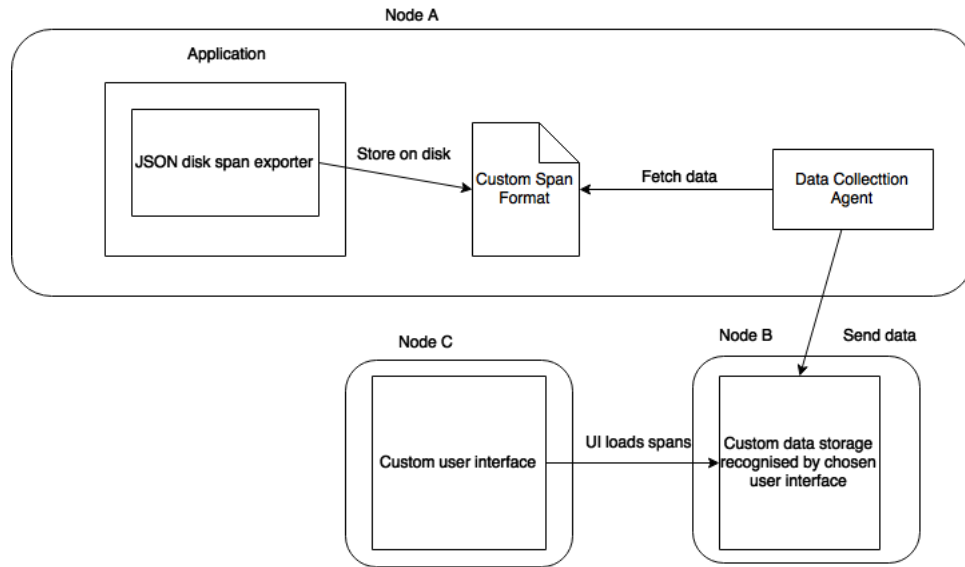 Node A
Application
JSON disk span exporter
Store on disk
Custom Span
Format
Fetch data
Data Collecttion
Agent
Node C
Node B
Send data
Custom user interface
UI loads spans
Custom data storage
recognised by chosen
user interface